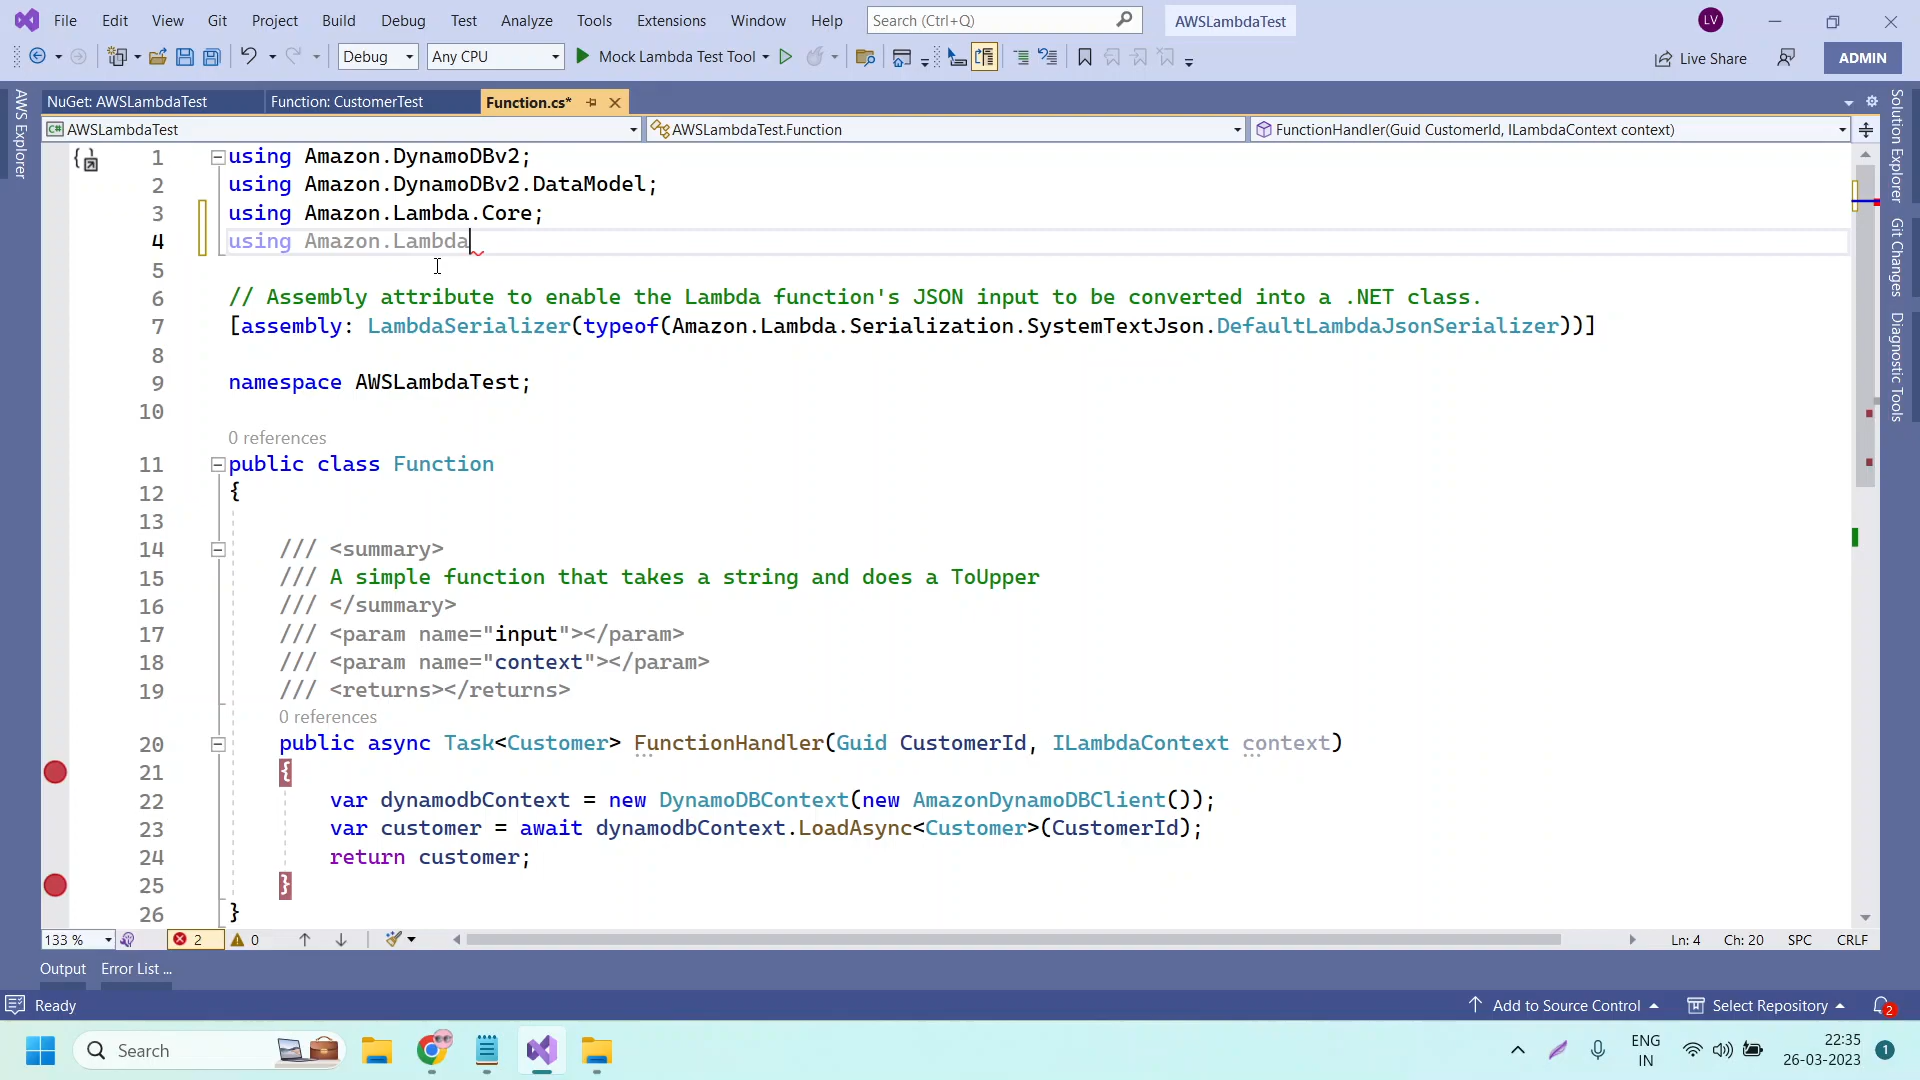 File Edit View Git Project Build Debug Test Analyze Tools Extensions Window Help Search (Ctrl+Q) AWSLambdaTest LV
Debug Any CPU Mock Lambda Test Tool Live Share ADMIN
NuGet: AWSLambdaTest Function: CustomerTest Function.cs*
C# AWSLambdaTest AWSLambdaTest.Function FunctionHandler(Guid CustomerId, ILambdaContext context)
AWS Explorer
Solution Explorer
Git Changes
Diagnostic Tools
1 using Amazon.DynamoDBv2;
2 using Amazon.DynamoDBv2.DataModel;
3 using Amazon.Lambda.Core;
4 using Amazon.Lambda
5
6 // Assembly attribute to enable the Lambda function's JSON input to be converted into a .NET class.
7 [assembly: LambdaSerializer(typeof(Amazon.Lambda.Serialization.SystemTextJson.DefaultLambdaJsonSerializer))]
8
9 namespace AWSLambdaTest;
10
0 references
11 public class Function
12 {
13
14 /// <summary>
15 /// A simple function that takes a string and does a ToUpper
16 /// </summary>
17 /// <param name="input"></param>
18 /// <param name="context"></param>
19 /// <returns></returns>
0 references
20 public async Task<Customer> FunctionHandler(Guid CustomerId, ILambdaContext context)
21 {
22 var dynamodbContext = new DynamoDBContext(new AmazonDynamoDBClient());
23 var customer = await dynamodbContext.LoadAsync<Customer>(CustomerId);
24 return customer;
25 }
26 }
133 % 2 0 Ln: 4 Ch: 20 SPC CRLF
Output Error List ...
Ready Add to Source Control Select Repository 2
Search ENG IN 22:35 26-03-2023 1